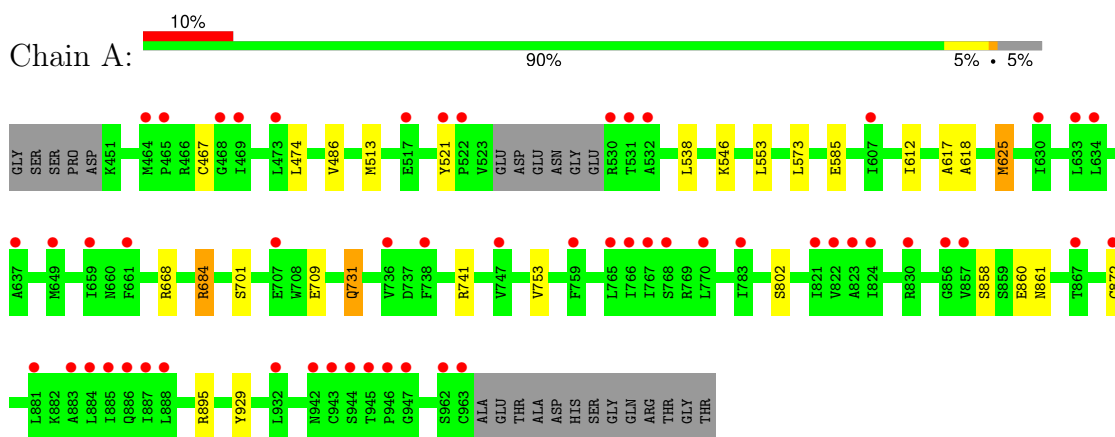 10%
Chain A:
90% 5% • 5%
GLY SER SER PRO ASP K451 M464 P465 R466 C467 G468 I469 L473 L474 V486 M513 E517 Y521 P522 V523 GLU ASP GLU ASN GLY GLU R530 T531 A532 L538 K546 L553 L573 E585 I607 I612 A617 A618 M625 I630 L633 L634
A637 M649 I659 N660 F661 R668 R684 S701 E707 W708 E709 Q731 V736 D737 F738 R741 V747 V753 F759 L765 I766 I767 S768 R769 L770 I783 S802 I821 V822 A823 I824 R830 G856 V857 S858 S859 E860 N861 T867
L881 K882 A883 L884 I885 Q886 I887 L888 R895 Y929 L932 N942 C943 S944 T945 P946 G947 S962 C963 ALA GLU THR ALA ASP HIS SER GLY GLN ARG THR GLY THR